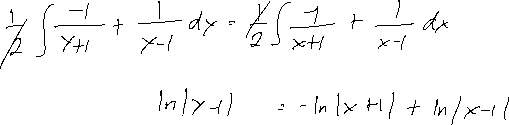 1/2 ∫ -1/(y+1) + 1/(y-1) dy = 1/2 ∫ -1/(x+1) + 1/(x-1) dx
ln|y-1| = -ln|x+1| + ln|x-1|